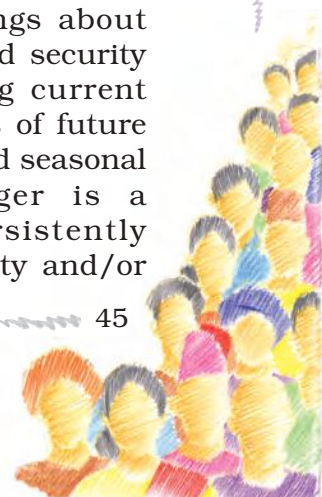 ngs about
d security
g current
of future
d seasonal
ger is a
rsistently
ty and/or
45